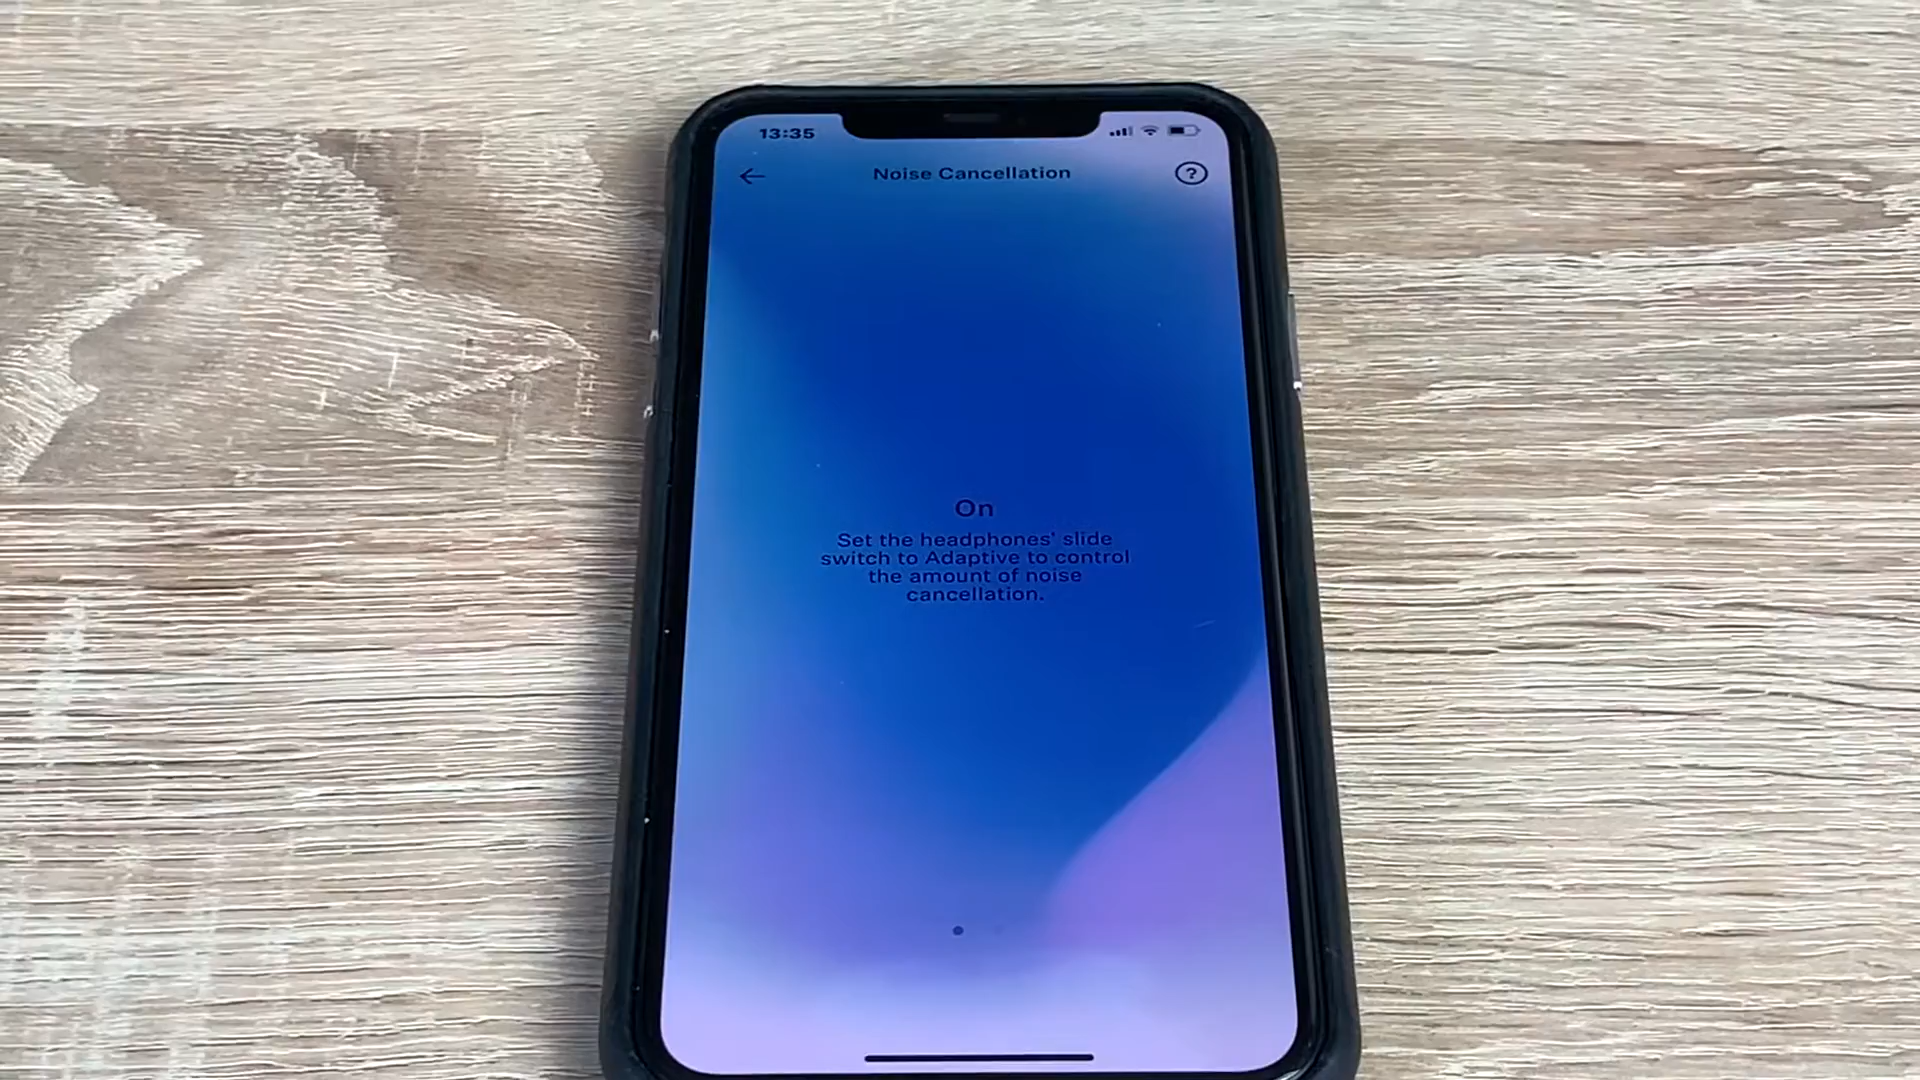 13:35
Noise Cancellation
?
On
Set the headphones' slide
switch to Adaptive to control
the amount of noise
cancellation.